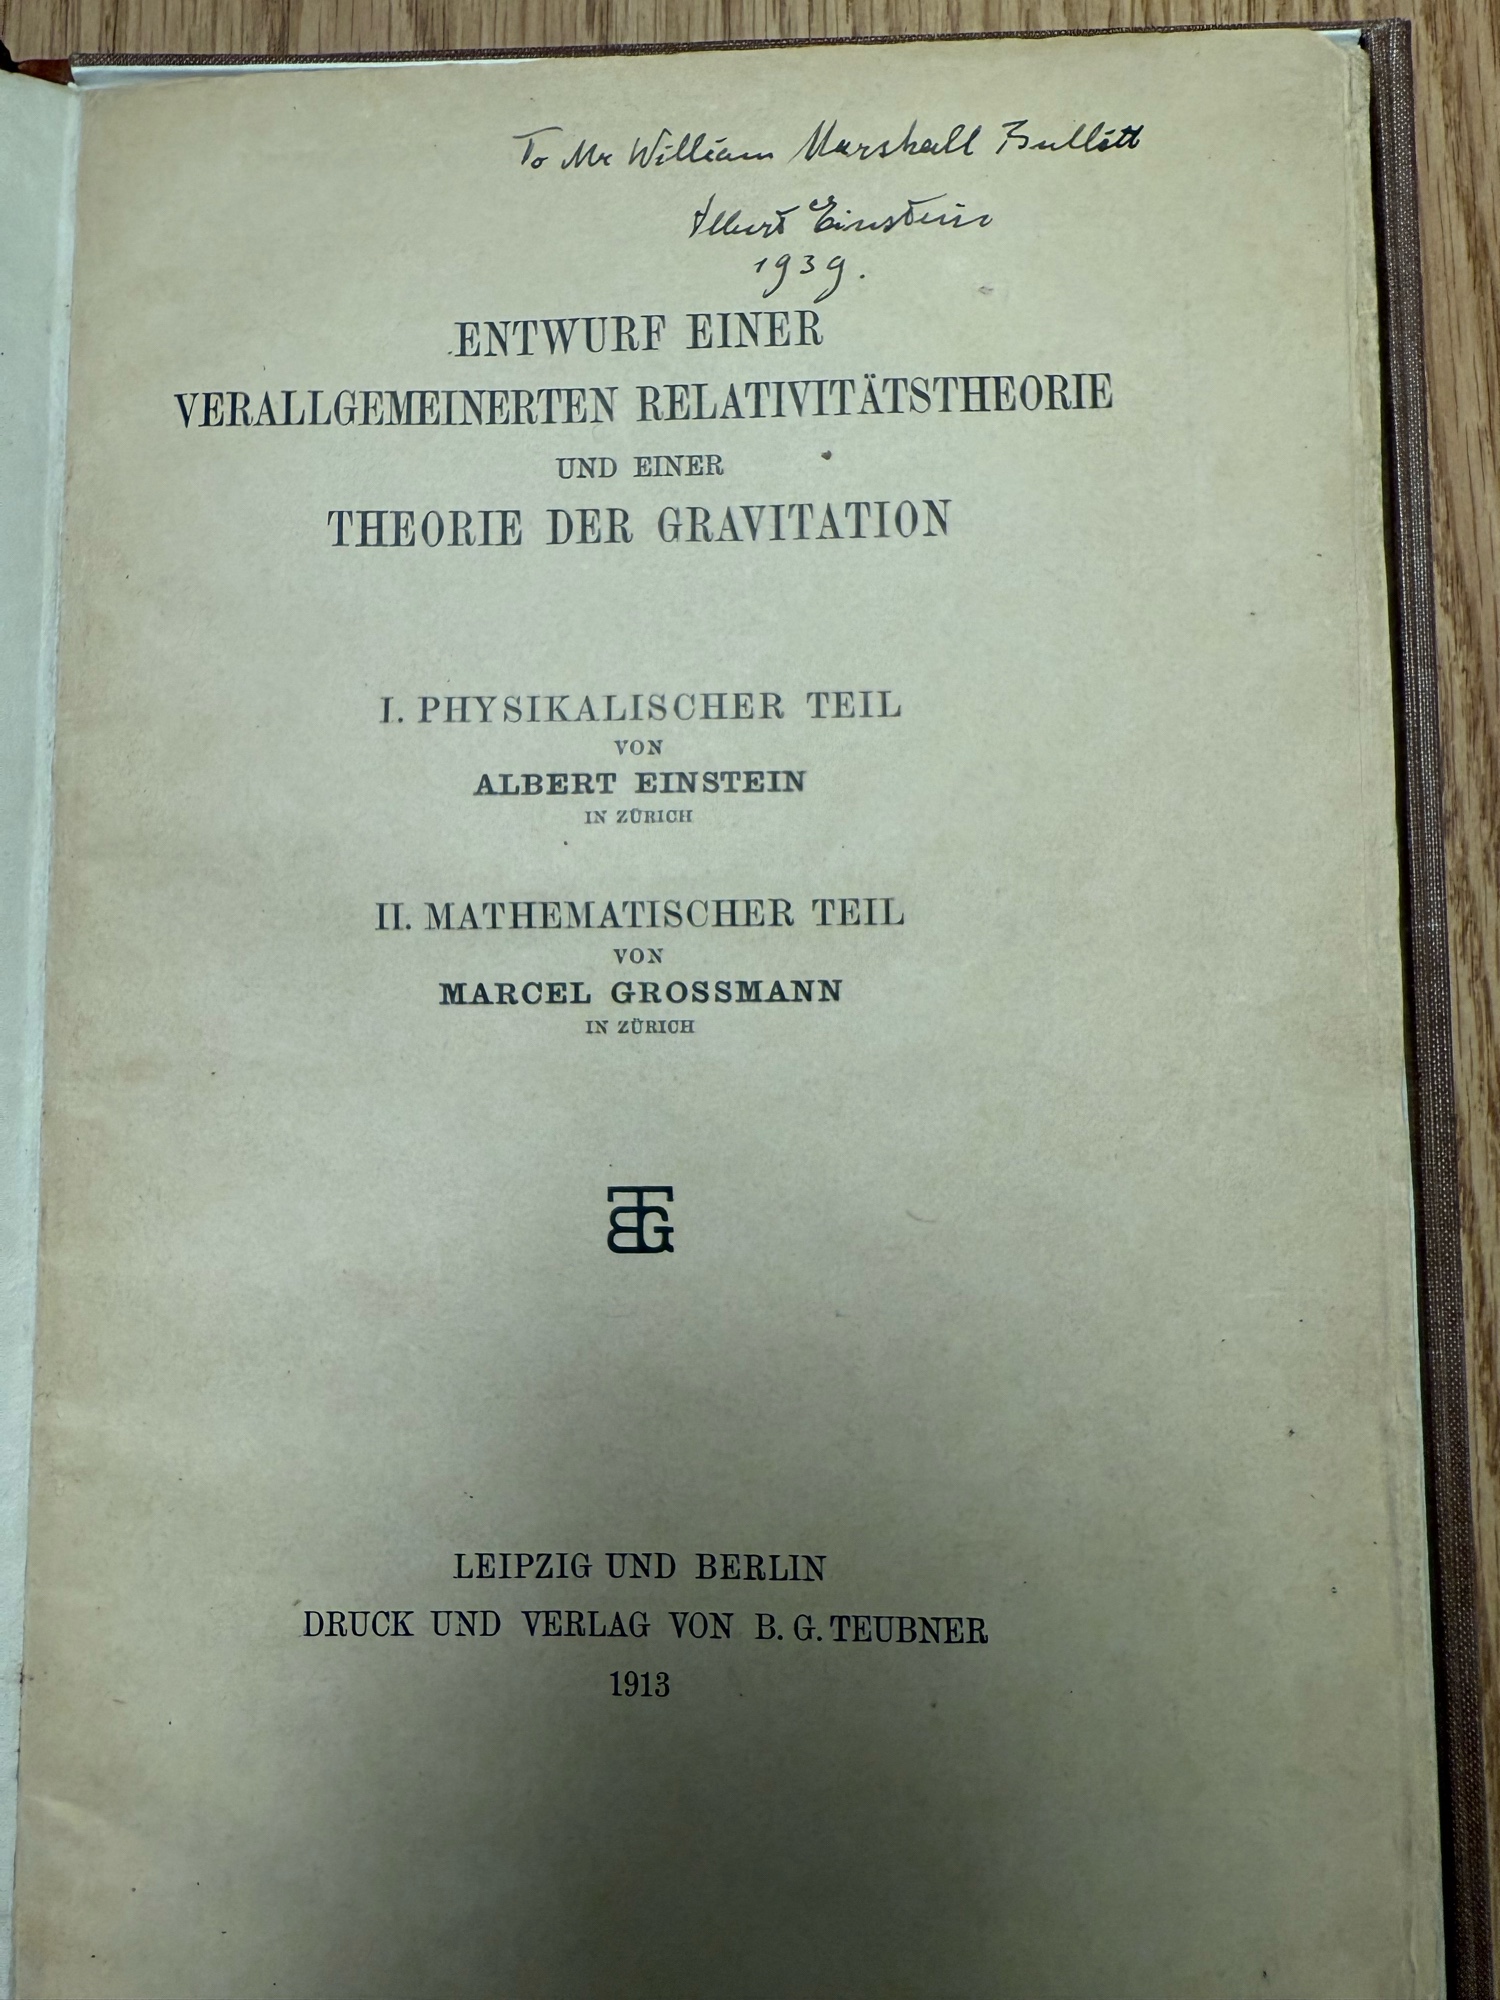 To Mr William Marshall Bullitt
Albert Einstein
1939.
ENTWURF EINER
VERALLGEMEINERTEN RELATIVITÄTSTHEORIE
UND EINER
THEORIE DER GRAVITATION
I. PHYSIKALISCHER TEIL
VON
ALBERT EINSTEIN
IN ZÜRICH
II. MATHEMATISCHER TEIL
VON
MARCEL GROSSMANN
IN ZÜRICH
BTG
LEIPZIG UND BERLIN
DRUCK UND VERLAG VON B. G. TEUBNER
1913